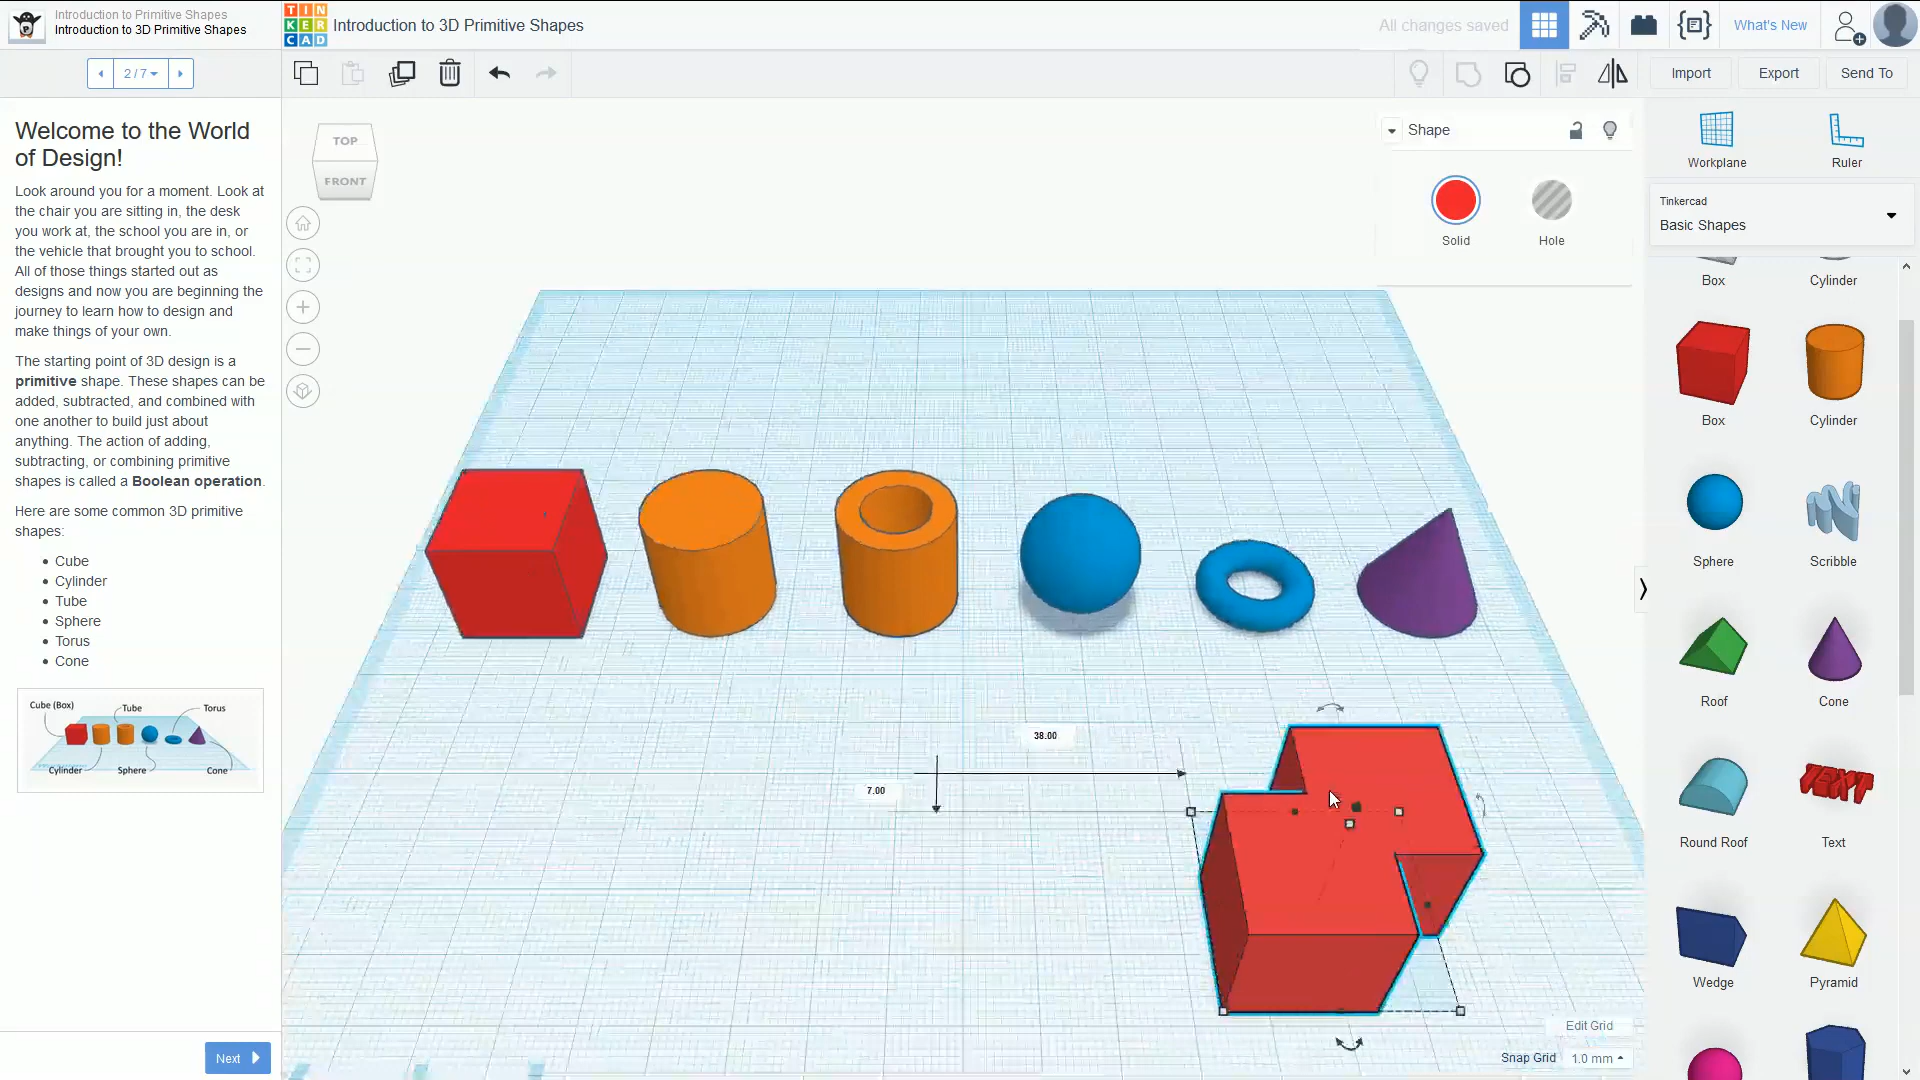 Introduction to Primitive Shapes
Introduction to 3D Primitive Shapes
TIN
KER
CAD
Introduction to 3D Primitive Shapes
All changes saved
What's New
2/7
Import
Export
Send To
Welcome to the World
of Design!
Look around you for a moment. Look at
the chair you are sitting in, the desk
you work at, the school you are in, or
the vehicle that brought you to school.
All of those things started out as
designs and now you are beginning the
journey to learn how to design and
make things of your own.
The starting point of 3D design is a
primitive shape. These shapes can be
added, subtracted, and combined with
one another to build just about
anything. The action of adding,
subtracting, or combining primitive
shapes is called a Boolean operation.
Here are some common 3D primitive
shapes:
Cube
Cylinder
Tube
Sphere
Torus
Cone
Cube (Box)
Tube
Torus
Cylinder
Sphere
Cone
Next
TOP
FRONT
38.00
7.00
Shape
Solid
Hole
Edit Grid
Snap Grid
1.0 mm
Workplane
Ruler
Tinkercad
Basic Shapes
Box
Cylinder
Box
Cylinder
Sphere
Scribble
Roof
Cone
TEXT
Round Roof
Text
Wedge
Pyramid